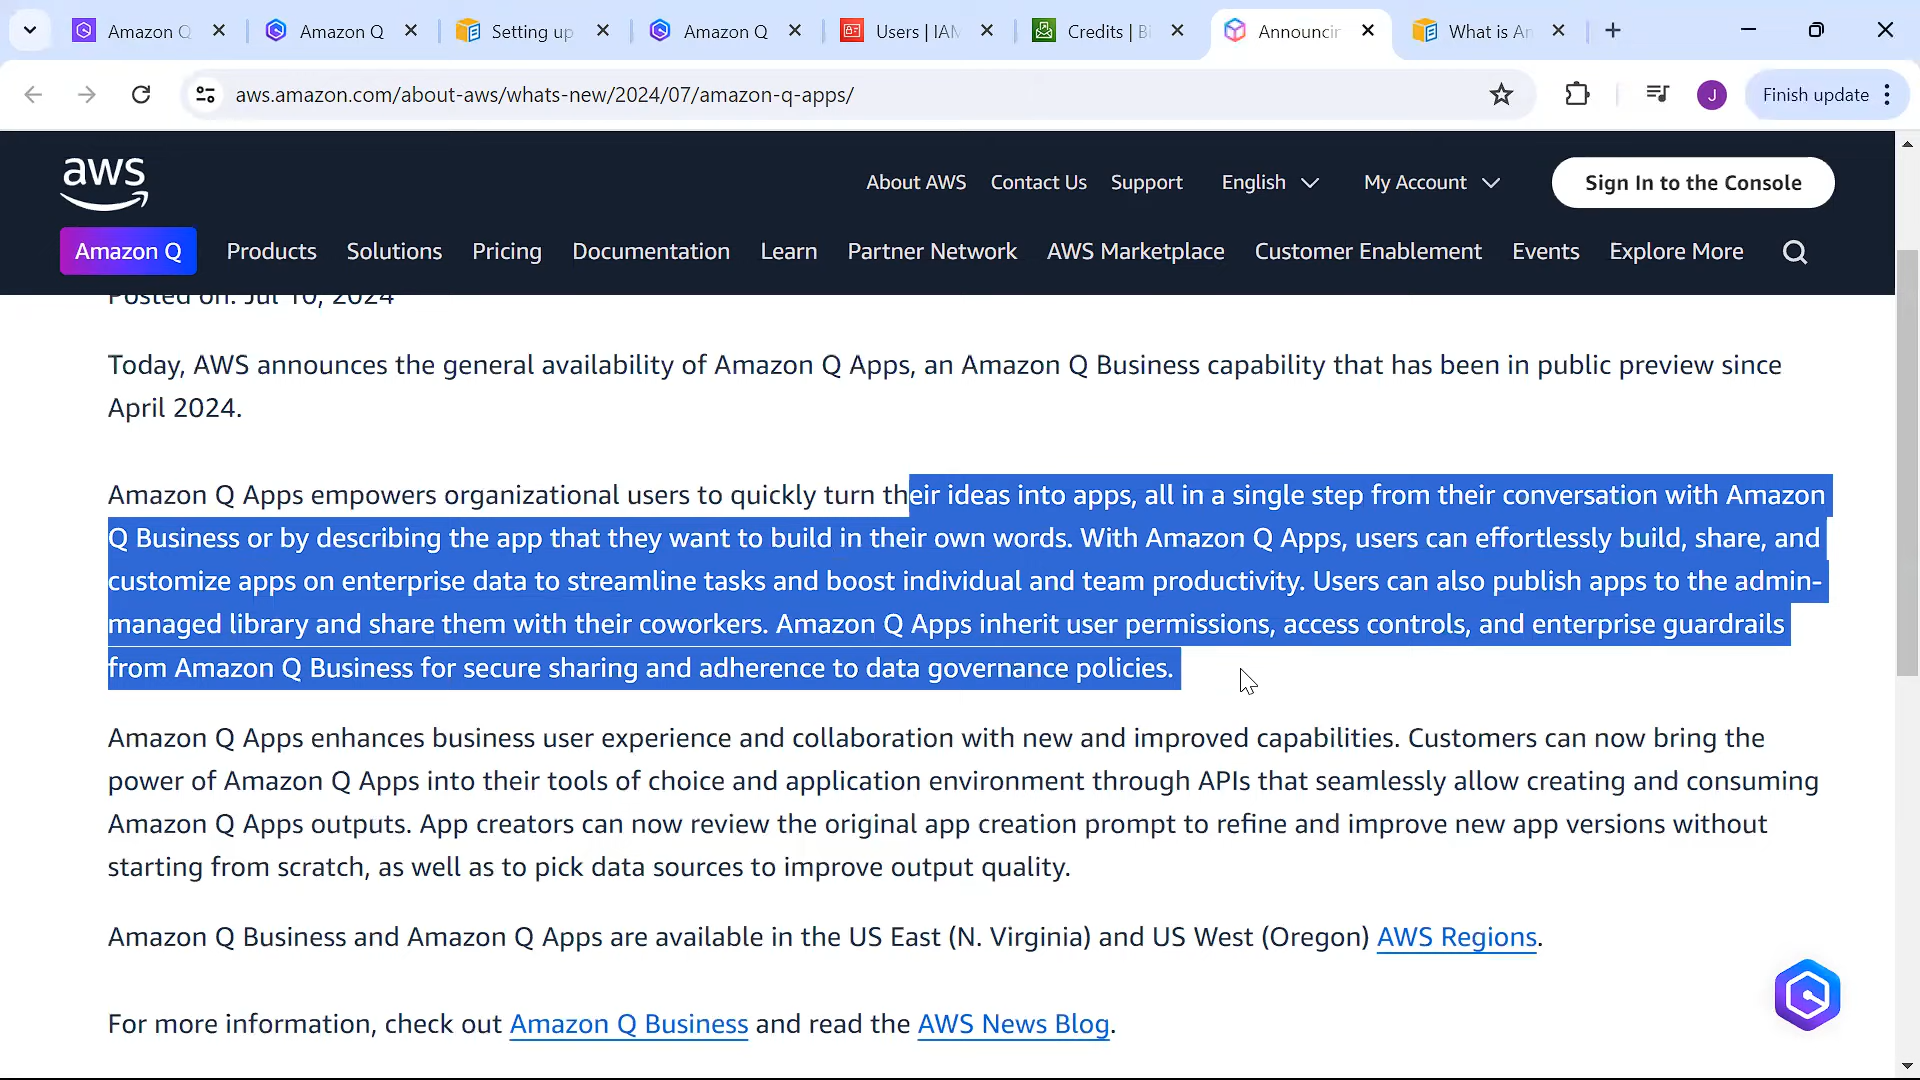 Amazon Q
Amazon Q
Setting up
Amazon Q
Users | IAM
Credits | Bi
Announcin
What is Am
aws.amazon.com/about-aws/whats-new/2024/07/amazon-q-apps/
J
Finish update
aws
About AWS
Contact Us
Support
English
My Account
Sign In to the Console
Amazon Q
Products
Solutions
Pricing
Documentation
Learn
Partner Network
AWS Marketplace
Customer Enablement
Events
Explore More
Posted on: Jul 10, 2024
Today, AWS announces the general availability of Amazon Q Apps, an Amazon Q Business capability that has been in public preview since
April 2024.
Amazon Q Apps empowers organizational users to quickly turn their ideas into apps, all in a single step from their conversation with Amazon
Q Business or by describing the app that they want to build in their own words. With Amazon Q Apps, users can effortlessly build, share, and
customize apps on enterprise data to streamline tasks and boost individual and team productivity. Users can also publish apps to the admin-
managed library and share them with their coworkers. Amazon Q Apps inherit user permissions, access controls, and enterprise guardrails
from Amazon Q Business for secure sharing and adherence to data governance policies.
Amazon Q Apps enhances business user experience and collaboration with new and improved capabilities. Customers can now bring the
power of Amazon Q Apps into their tools of choice and application environment through APIs that seamlessly allow creating and consuming
Amazon Q Apps outputs. App creators can now review the original app creation prompt to refine and improve new app versions without
starting from scratch, as well as to pick data sources to improve output quality.
Amazon Q Business and Amazon Q Apps are available in the US East (N. Virginia) and US West (Oregon) AWS Regions.
For more information, check out Amazon Q Business and read the AWS News Blog.